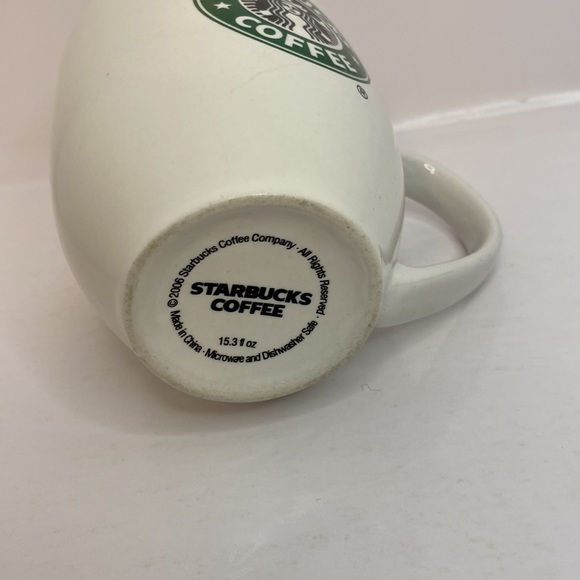 COFFEE
®
© 2006 Starbucks Coffee Company · All Rights Reserved ·
STARBUCKS
COFFEE
15.3 fl oz
Made in China · Microware and Dishwasher Safe ·